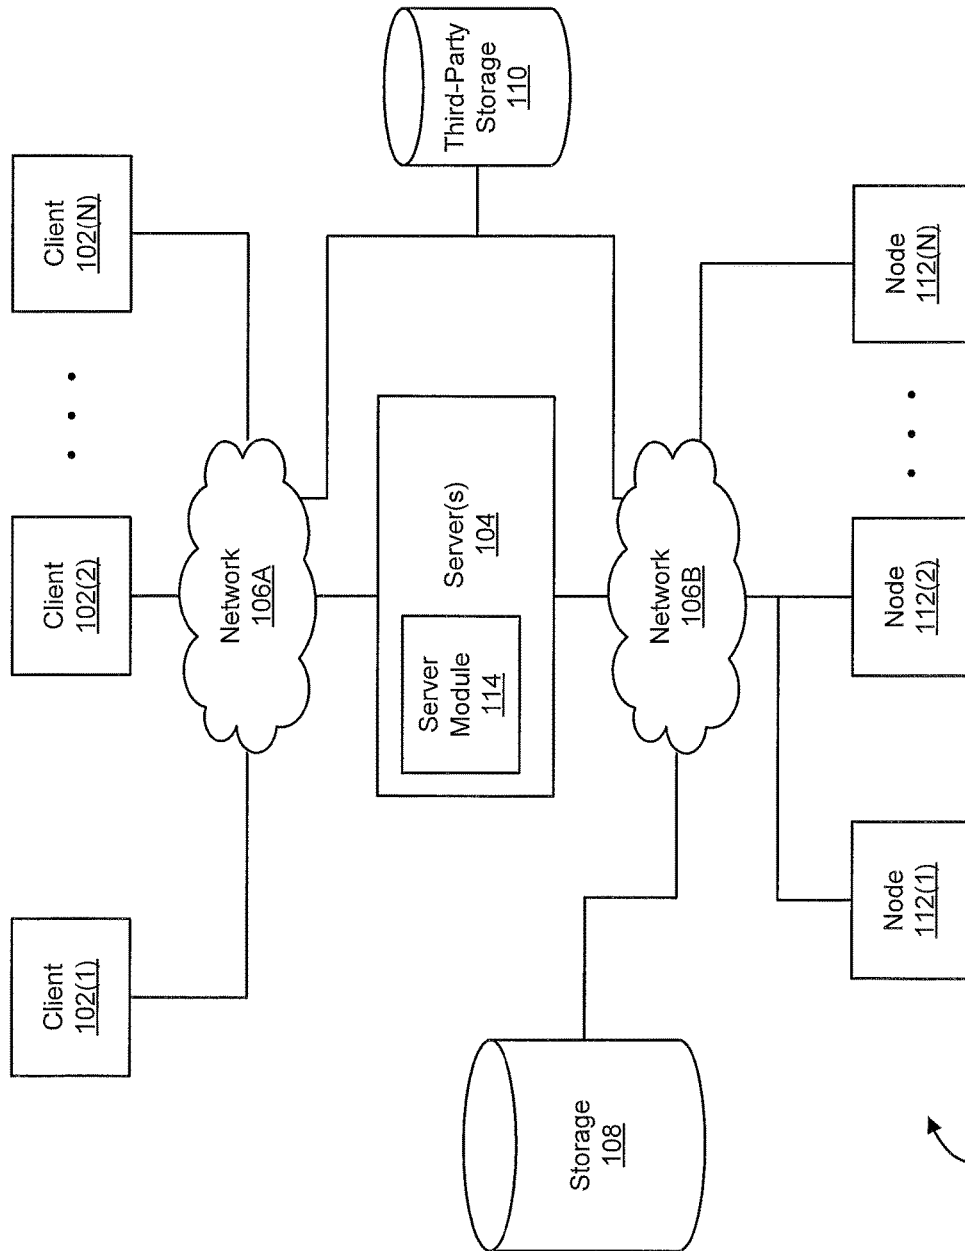 Client
102(1)
Client
102(2)
• • •
Client
102(N)
Network
106A
Server
Module
114
Server(s)
104
Third-Party
Storage
110
Storage
108
Network
106B
Node
112(1)
Node
112(2)
• • •
Node
112(N)